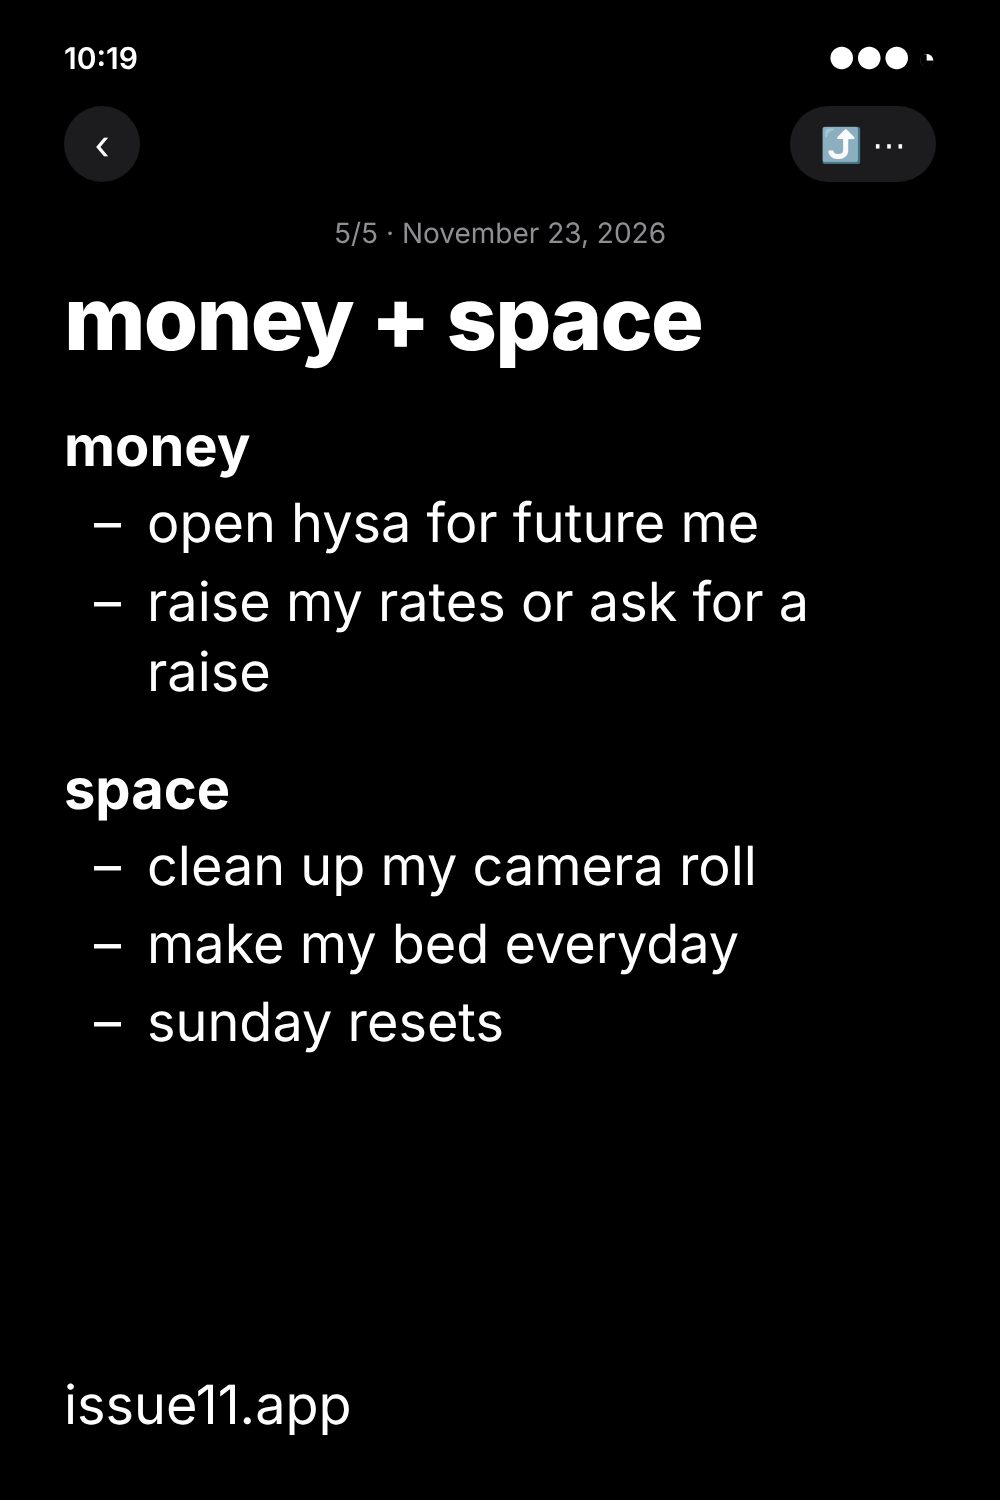 10:19
5/5 · November 23, 2026
money + space
money
– open hysa for future me
– raise my rates or ask for a
raise
space
– clean up my camera roll
– make my bed everyday
– sunday resets
issue11.app